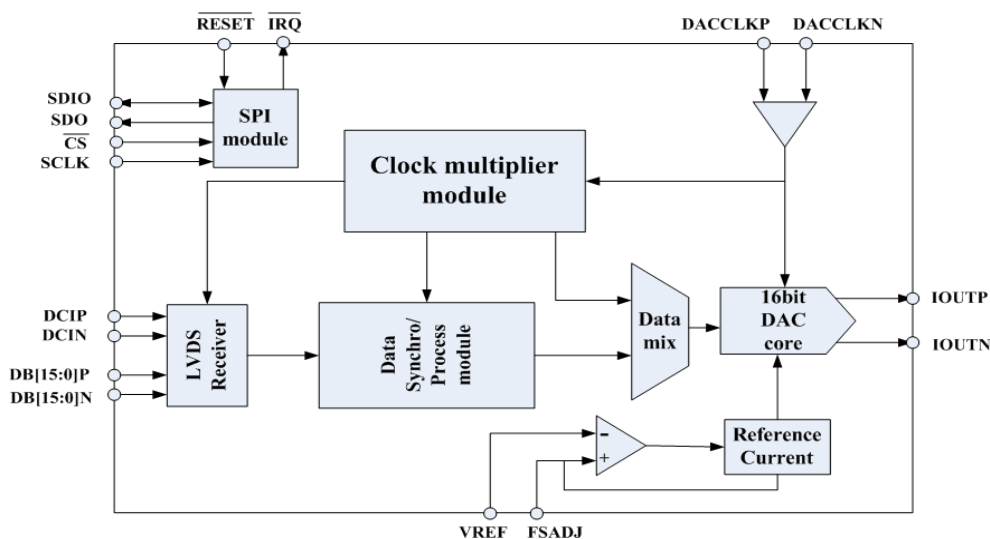 RESET IRQ DACCLKP DACCLKN
SDIO
SDO
CS
SCLK
SPI
module
Clock multiplier
module
DCIP
DCIN
DB[15:0]P
DB[15:0]N
LVDS
Receiver
Data
Synchro/
Process
module
Data
mix
16bit
DAC
core
IOUTP
IOUTN
-
+
Reference
Current
VREF FSADJ